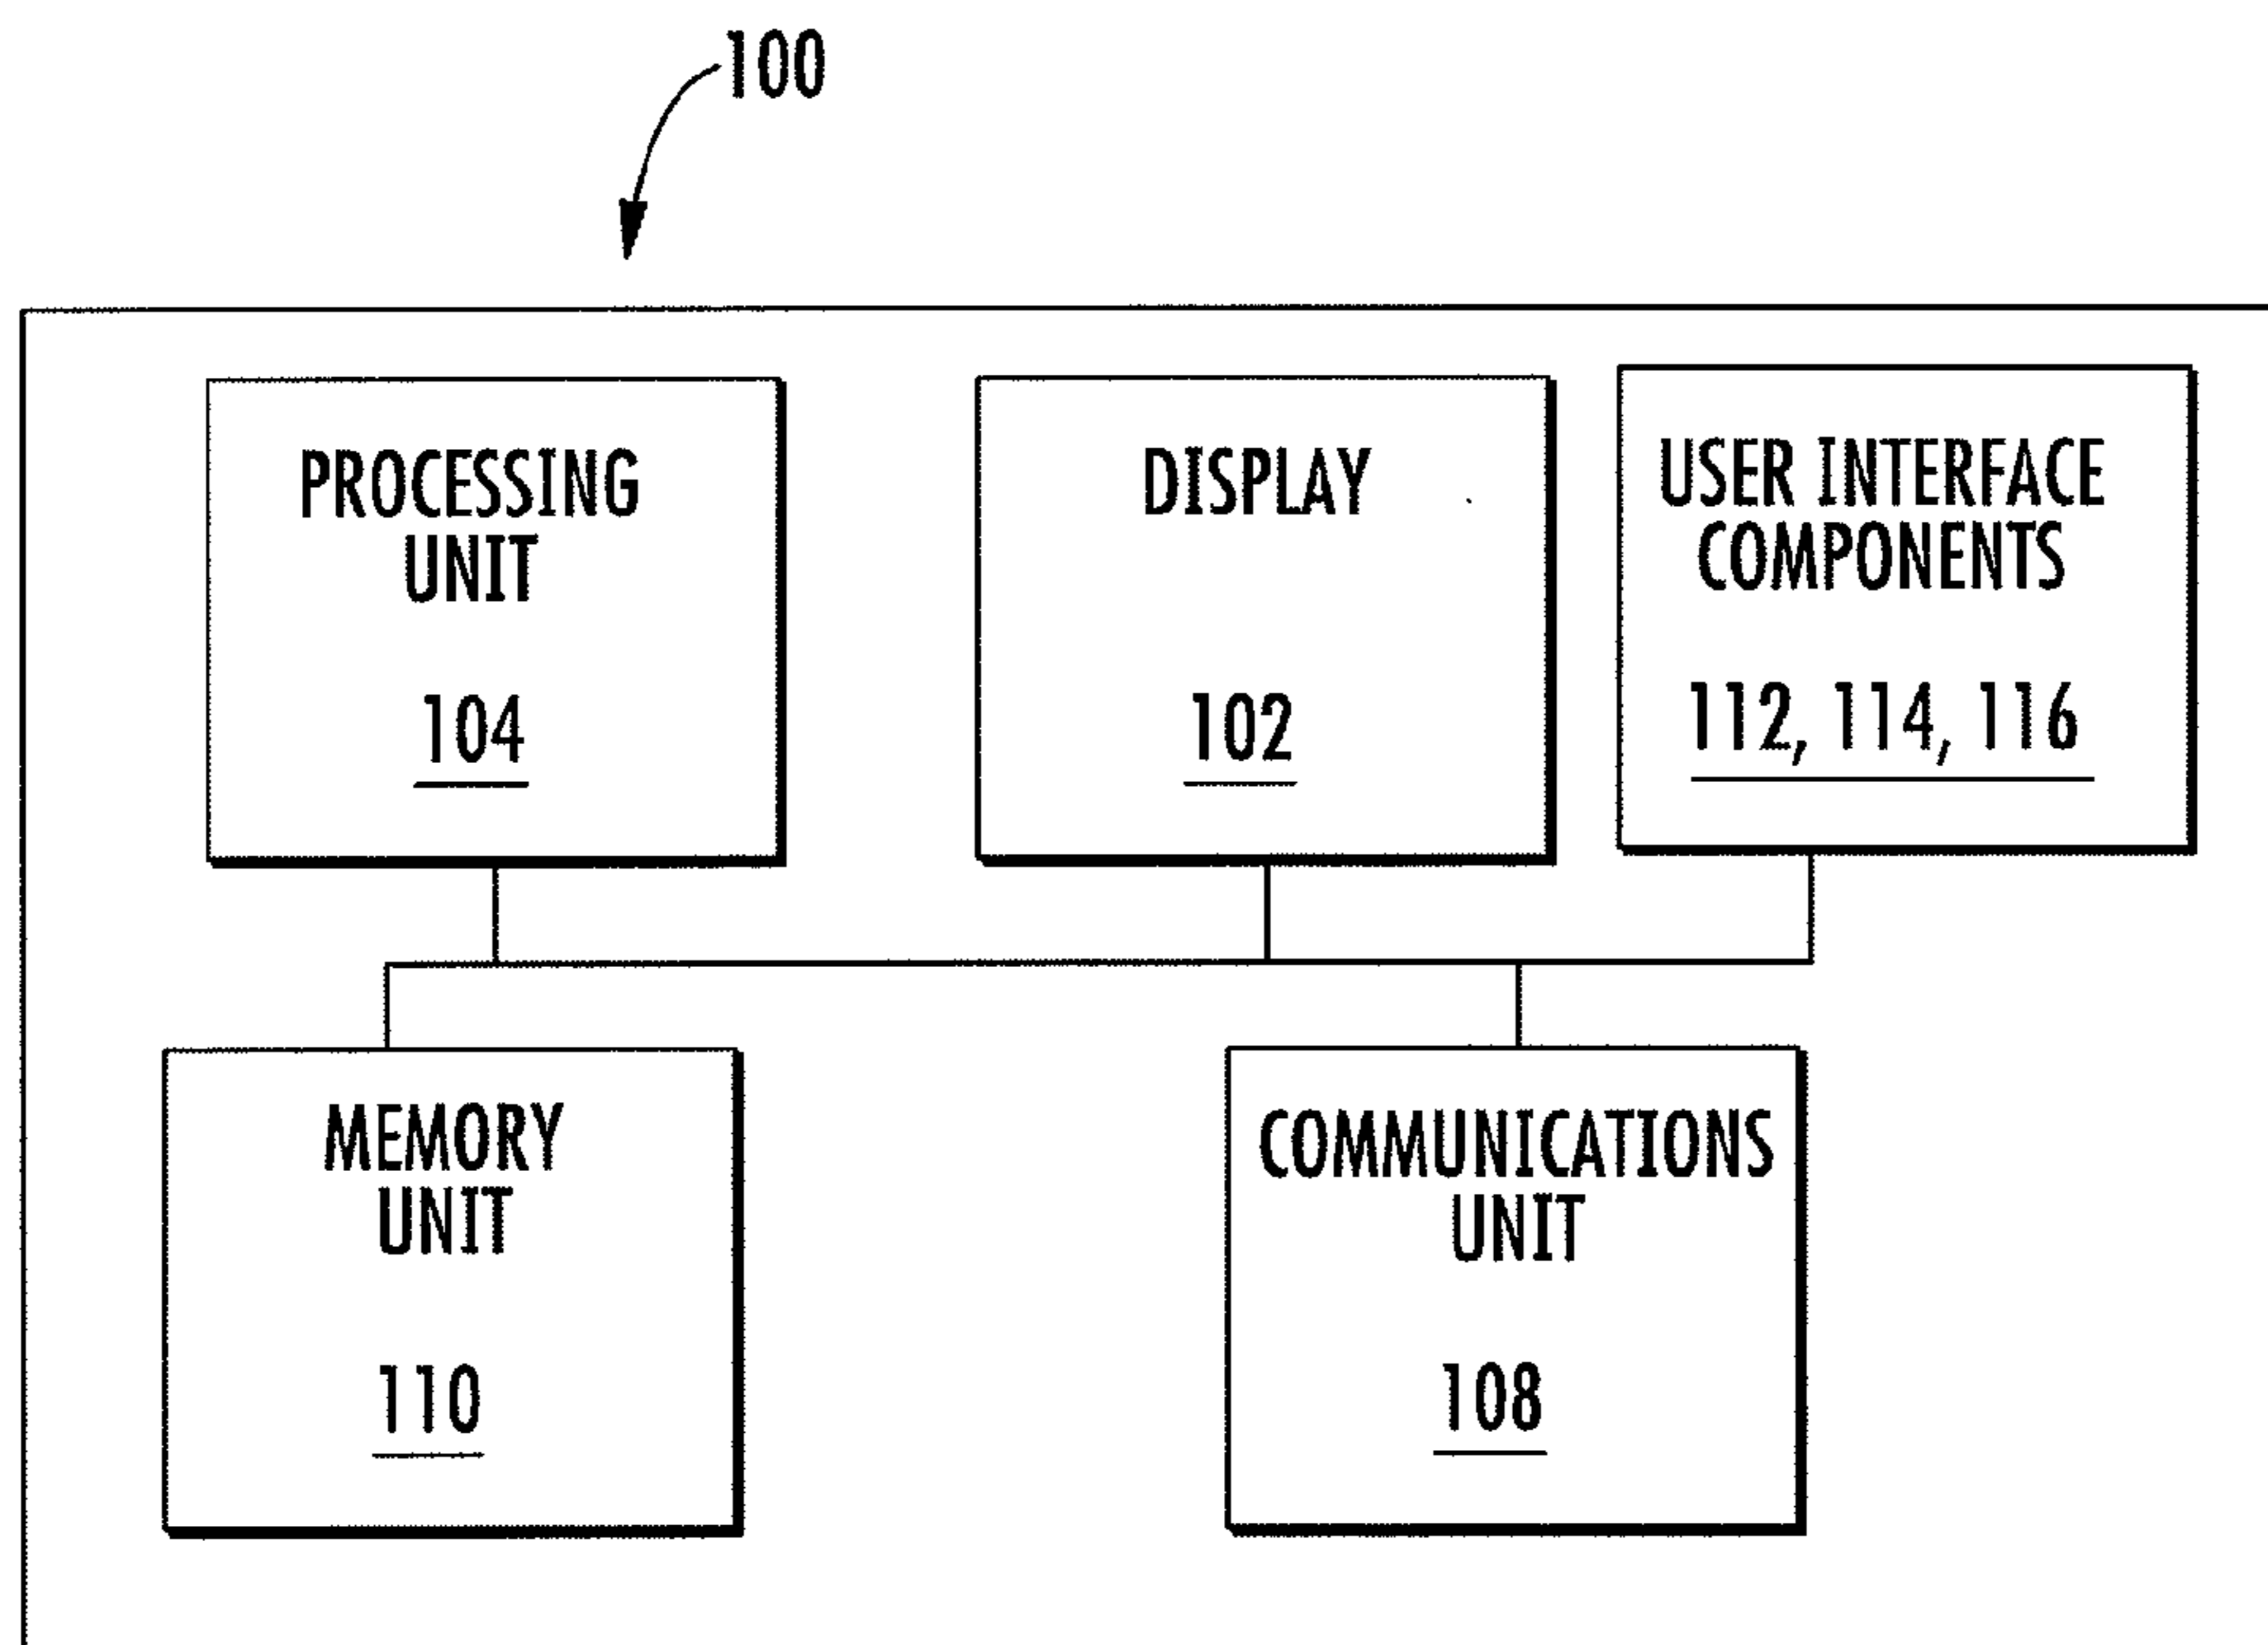 100
PROCESSING
UNIT
104
DISPLAY
102
USER INTERFACE
COMPONENTS
112, 114, 116
MEMORY
UNIT
110
COMMUNICATIONS
UNIT
108